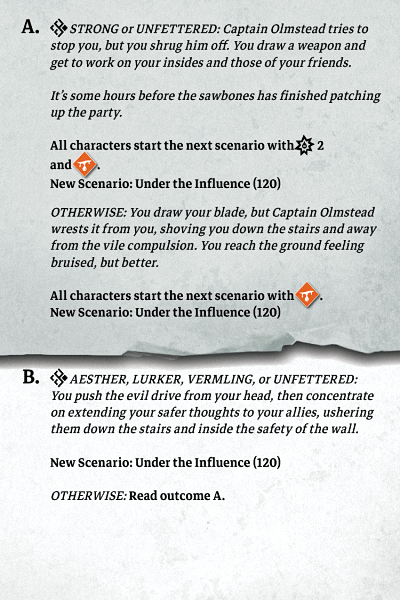 A. STRONG or UNFETTERED: Captain Olmstead tries to
stop you, but you shrug him off. You draw a weapon and
get to work on your insides and those of your friends.
It's some hours before the sawbones has finished patching
up the party.
All characters start the next scenario with 2
and .
New Scenario: Under the Influence (120)
OTHERWISE: You draw your blade, but Captain Olmstead
wrests it from you, shoving you down the stairs and away
from the vile compulsion. You reach the ground feeling
bruised, but better.
All characters start the next scenario with .
New Scenario: Under the Influence (120)
B. AESTHER, LURKER, VERMLING, or UNFETTERED:
You push the evil drive from your head, then concentrate
on extending your safer thoughts to your allies, ushering
them down the stairs and inside the safety of the wall.
New Scenario: Under the Influence (120)
OTHERWISE: Read outcome A.